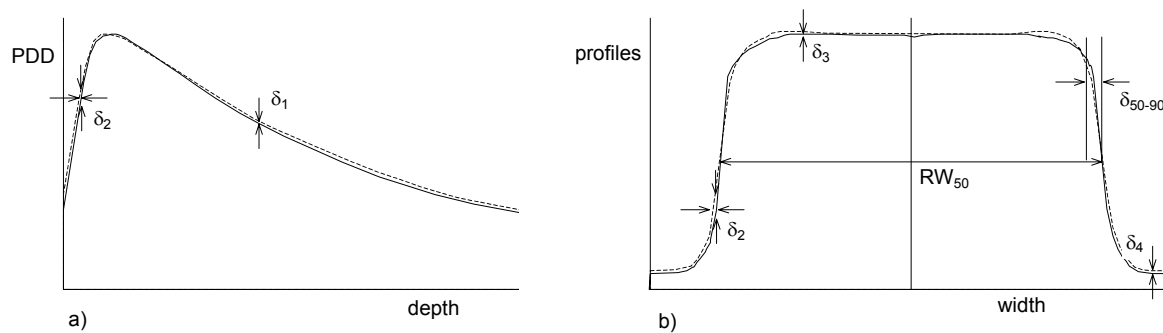 PDD
δ2
δ1
depth
a)
profiles
δ3
δ50-90
RW50
δ2
δ4
width
b)